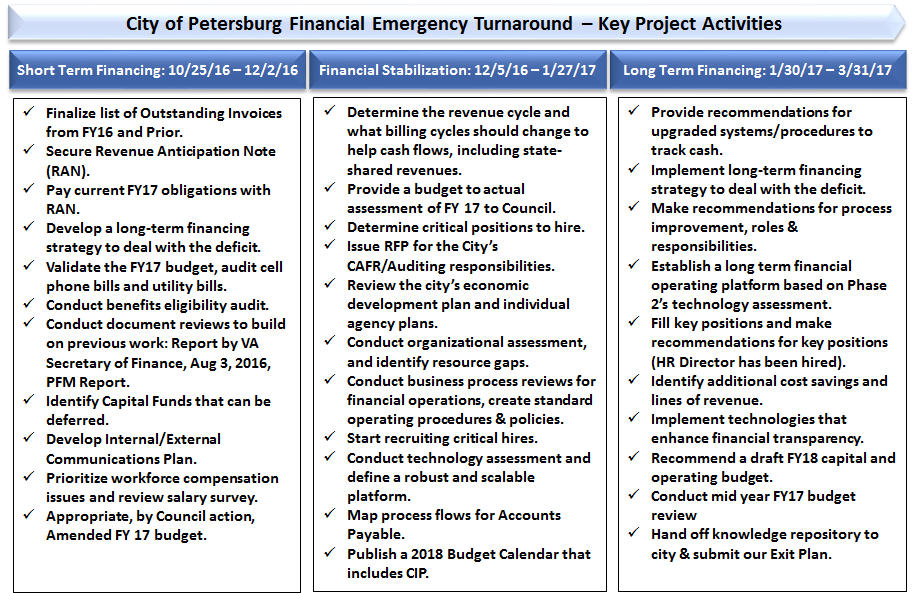 City of Petersburg Financial Emergency Turnaround – Key Project Activities
Short Term Financing: 10/25/16 – 12/2/16
✓ Finalize list of Outstanding Invoices
from FY16 and Prior.
✓ Secure Revenue Anticipation Note
(RAN).
✓ Pay current FY17 obligations with
RAN.
✓ Develop a long-term financing
strategy to deal with the deficit.
✓ Validate the FY17 budget, audit cell
phone bills and utility bills.
✓ Conduct benefits eligibility audit.
✓ Conduct document reviews to build
on previous work: Report by VA
Secretary of Finance, Aug 3, 2016,
PFM Report.
✓ Identify Capital Funds that can be
deferred.
✓ Develop Internal/External
Communications Plan.
✓ Prioritize workforce compensation
issues and review salary survey.
✓ Appropriate, by Council action,
Amended FY 17 budget.
Financial Stabilization: 12/5/16 – 1/27/17
✓ Determine the revenue cycle and
what billing cycles should change to
help cash flows, including state-
shared revenues.
✓ Provide a budget to actual
assessment of FY 17 to Council.
✓ Determine critical positions to hire.
✓ Issue RFP for the City’s
CAFR/Auditing responsibilities.
✓ Review the city’s economic
development plan and individual
agency plans.
✓ Conduct organizational assessment,
and identify resource gaps.
✓ Conduct business process reviews for
financial operations, create standard
operating procedures & policies.
✓ Start recruiting critical hires.
✓ Conduct technology assessment and
define a robust and scalable
platform.
✓ Map process flows for Accounts
Payable.
✓ Publish a 2018 Budget Calendar that
includes CIP.
Long Term Financing: 1/30/17 – 3/31/17
✓ Provide recommendations for
upgraded systems/procedures to
track cash.
✓ Implement long-term financing
strategy to deal with the deficit.
✓ Make recommendations for process
improvement, roles &
responsibilities.
✓ Establish a long term financial
operating platform based on Phase
2’s technology assessment.
✓ Fill key positions and make
recommendations for key positions
(HR Director has been hired).
✓ Identify additional cost savings and
lines of revenue.
✓ Implement technologies that
enhance financial transparency.
✓ Recommend a draft FY18 capital and
operating budget.
✓ Conduct mid year FY17 budget
review
✓ Hand off knowledge repository to
city & submit our Exit Plan.